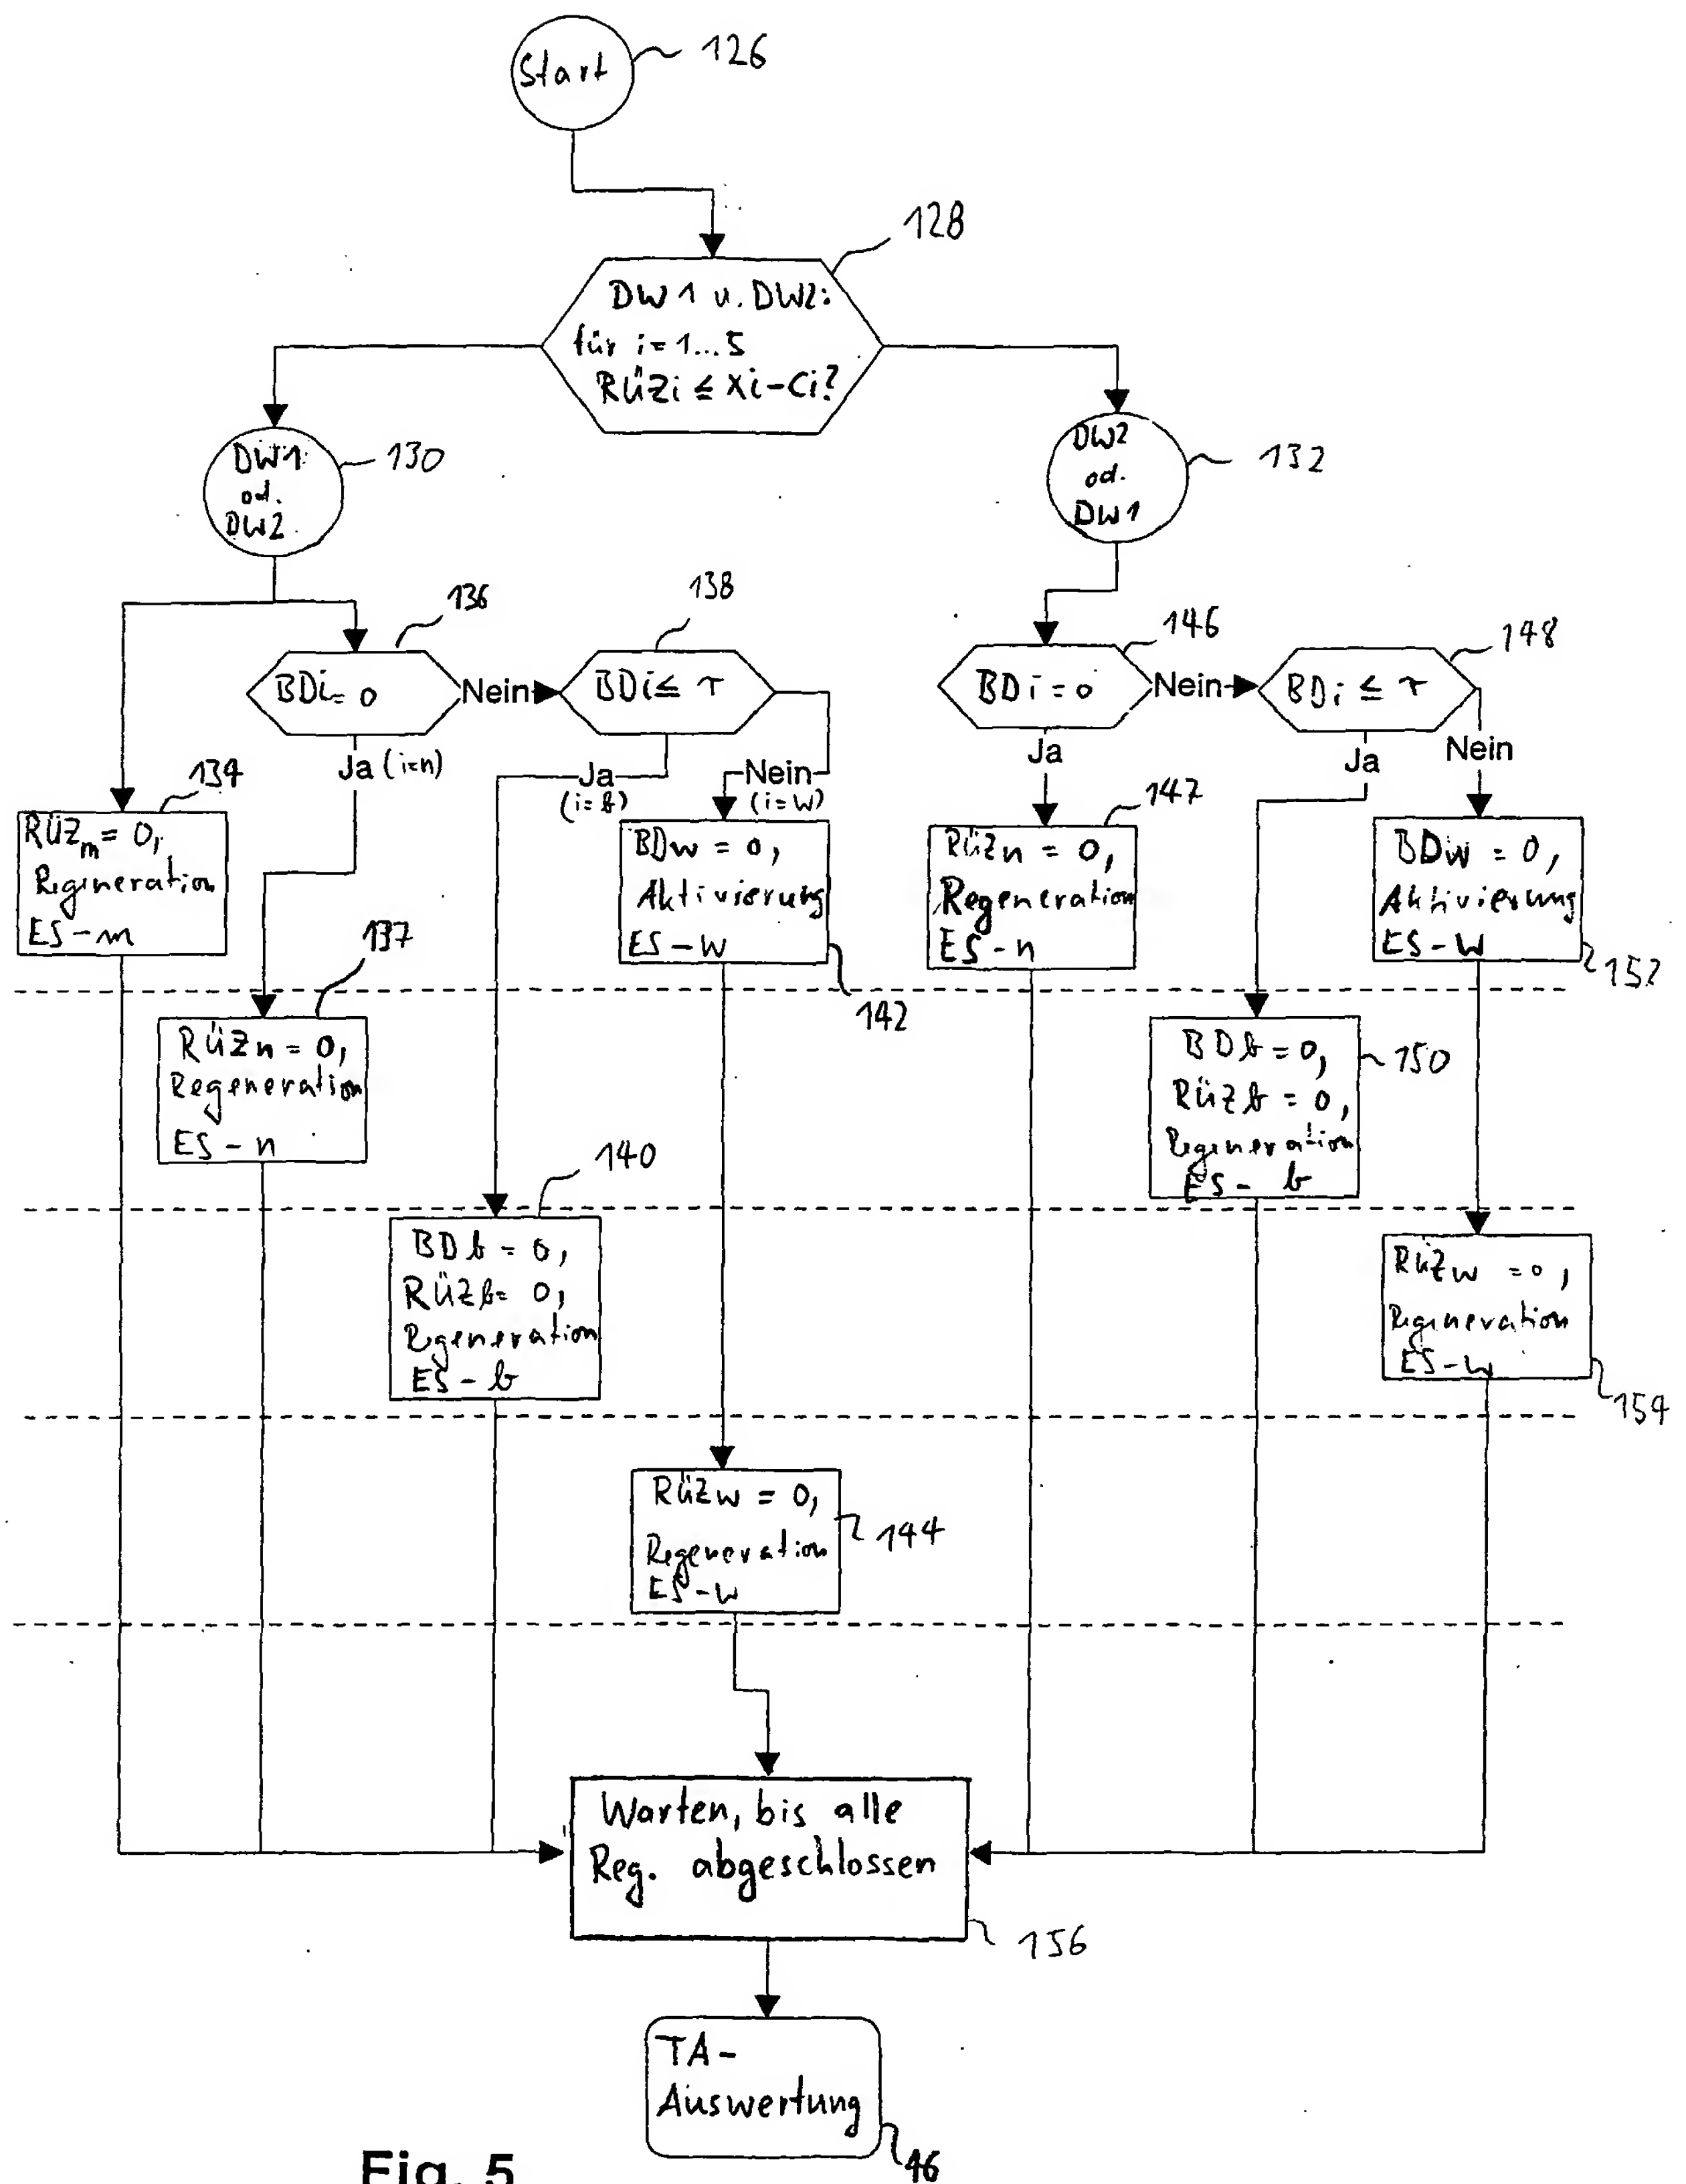 Start
126
128
DW1 u. DW2:
für i=1...5
RÜZi ≤ Xi-Ci?
DW1
od.
DW2
130
DW2
od.
DW1
132
136
138
146
148
BDi=0
Nein
BDi ≤ τ
BDi=0
Nein
BDi ≤ τ
Ja (i=n)
Ja
(i=b)
Nein
(i=w)
Ja
Ja
Nein
134
RÜZm = 0,
Regeneration
ES-m
BDw = 0,
Aktivierung
ES-w
142
147
RÜZn = 0,
Regeneration
ES-n
BDw = 0,
Aktivierung
ES-w
152
137
RÜZn = 0,
Regeneration
ES-n
BDb = 0,
RÜZb = 0,
Regeneration
ES-b
150
140
BDb = 0,
RÜZb = 0,
Regeneration
ES-b
RÜZw = 0,
Regeneration
ES-w
154
RÜZw = 0,
Regeneration
ES-w
144
Warten, bis alle
Reg. abgeschlossen
156
TA-
Auswertung
46
Fig. 5